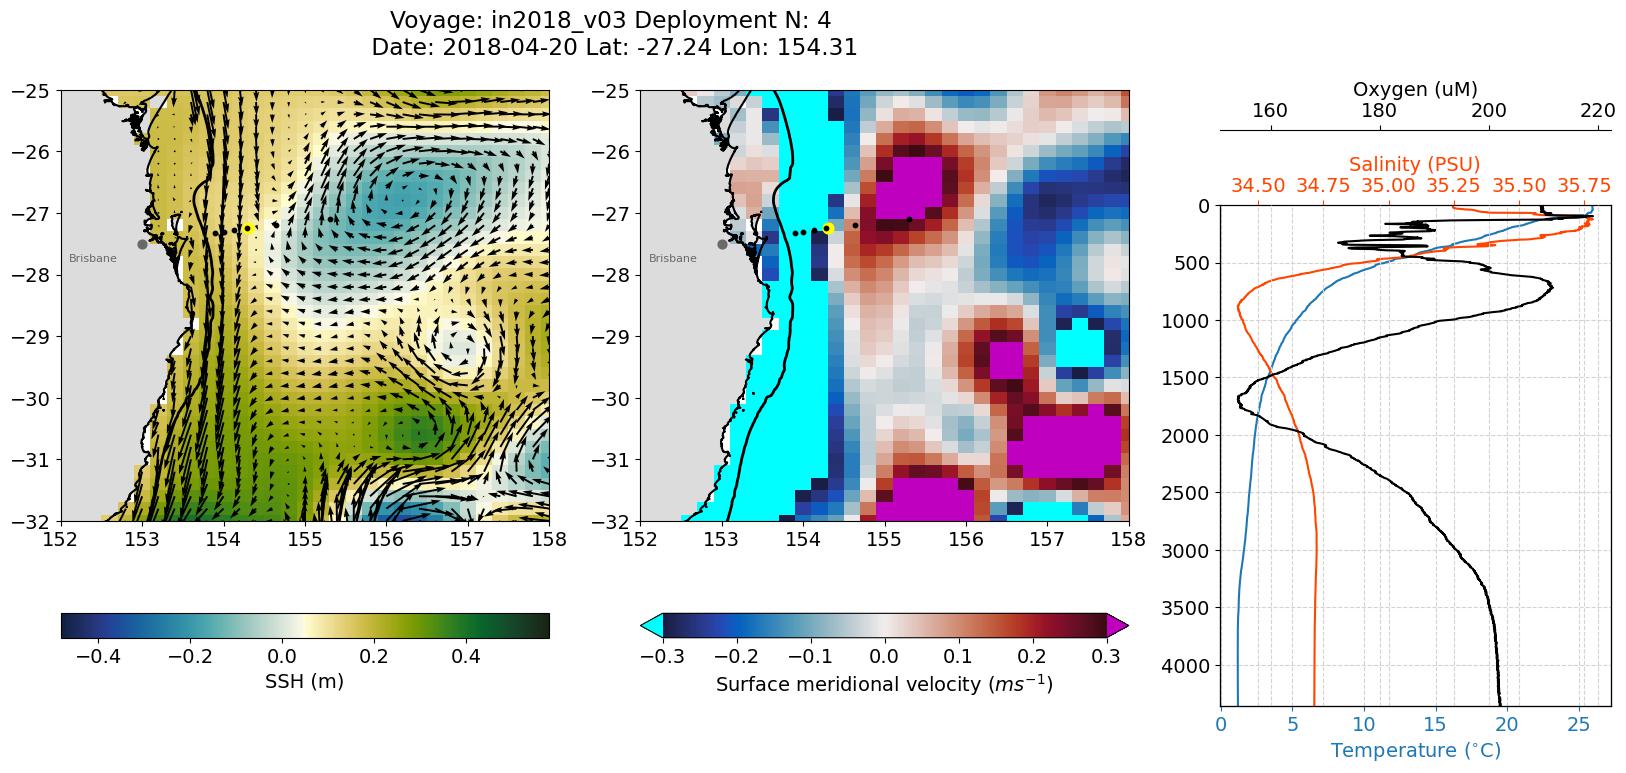 Voyage: in2018_v03 Deployment N: 4
Date: 2018-04-20 Lat: -27.24 Lon: 154.31
−25
−26
−27
−28
−29
−30
−31
−32
152 153 154 155 156 157 158
Brisbane
−0.4 −0.2 0.0 0.2 0.4
SSH (m)
−25
−26
−27
−28
−29
−30
−31
−32
152 153 154 155 156 157 158
Brisbane
−0.3 −0.2 −0.1 0.0 0.1 0.2 0.3
Surface meridional velocity (ms−1)
Oxygen (uM)
160 180 200 220
Salinity (PSU)
34.50 34.75 35.00 35.25 35.50 35.75
0
500
1000
1500
2000
2500
3000
3500
4000
0 5 10 15 20 25
Temperature (°C)